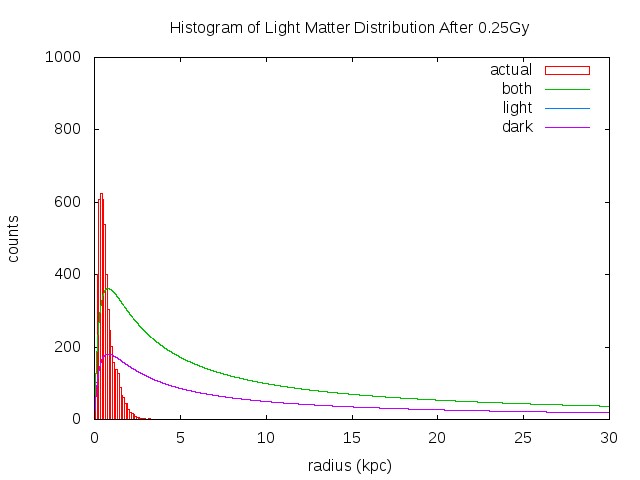 Histogram of Light Matter Distribution After 0.25Gy
1000
800
600
400
200
0
counts
actual
both
light
dark
0 5 10 15 20 25 30
radius (kpc)